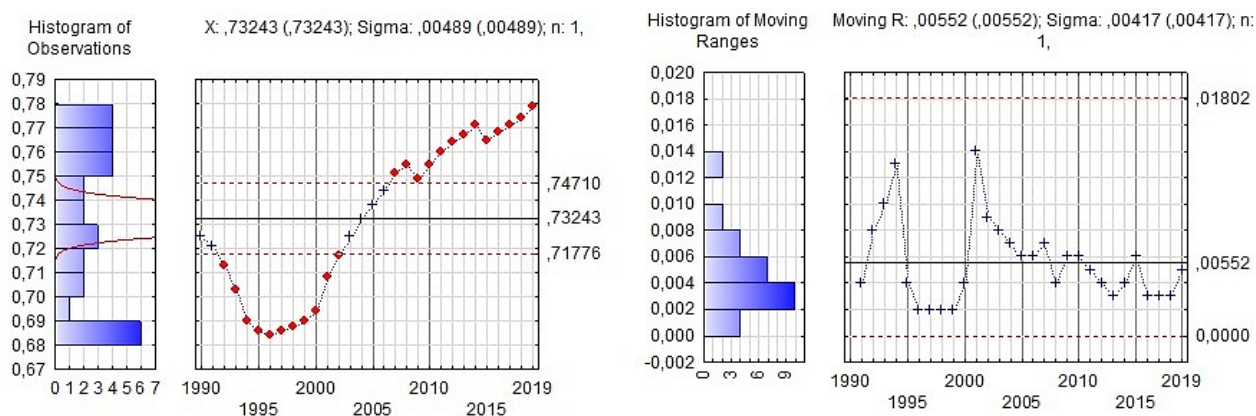 Histogram of
Observations
X: ,73243 (,73243); Sigma: ,00489 (,00489); n: 1,
0,79
0,78
0,77
0,76
0,75
0,74
0,73
0,72
0,71
0,70
0,69
0,68
0,67
0 1 2 3 4 5 6 7
,74710
,73243
,71776
1990 2000 2010 2019
1995 2005 2015
Histogram of Moving
Ranges
Moving R: ,00552 (,00552); Sigma: ,00417 (,00417); n:
1,
0,020
0,018
0,016
0,014
0,012
0,010
0,008
0,006
0,004
0,002
0,000
-0,002
0 3 6 9
,01802
,00552
0,0000
1990 2000 2010 2019
1995 2005 2015